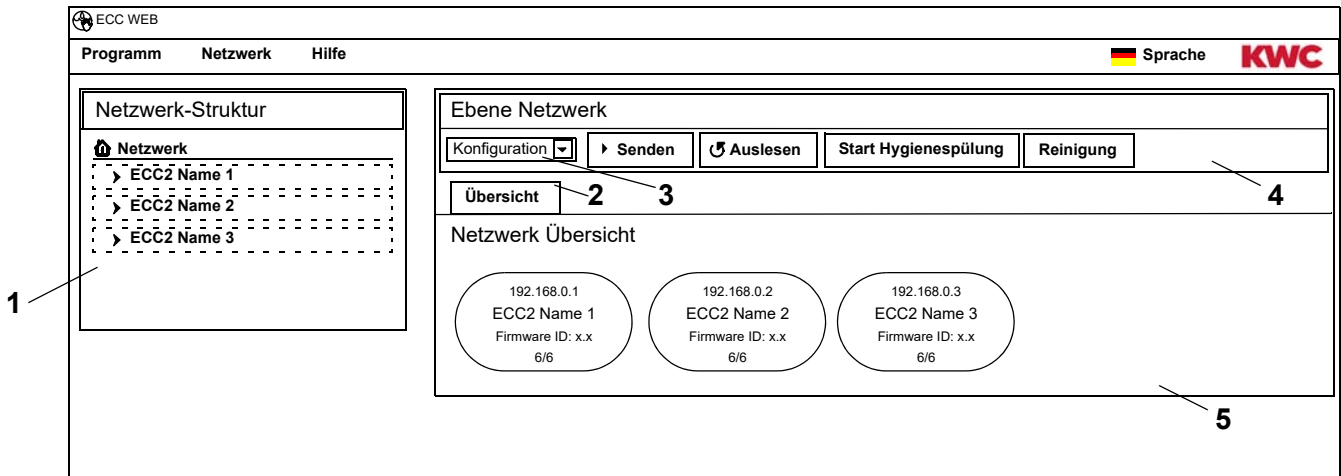 ECC WEB
Programm Netzwerk Hilfe Sprache KWC
Netzwerk-Struktur
Netzwerk
ECC2 Name 1
ECC2 Name 2
ECC2 Name 3
1
Ebene Netzwerk
Konfiguration Senden Auslesen Start Hygienespülung Reinigung
Übersicht 2 3 4
Netzwerk Übersicht
192.168.0.1
ECC2 Name 1
Firmware ID: x.x
6/6
192.168.0.2
ECC2 Name 2
Firmware ID: x.x
6/6
192.168.0.3
ECC2 Name 3
Firmware ID: x.x
6/6
5